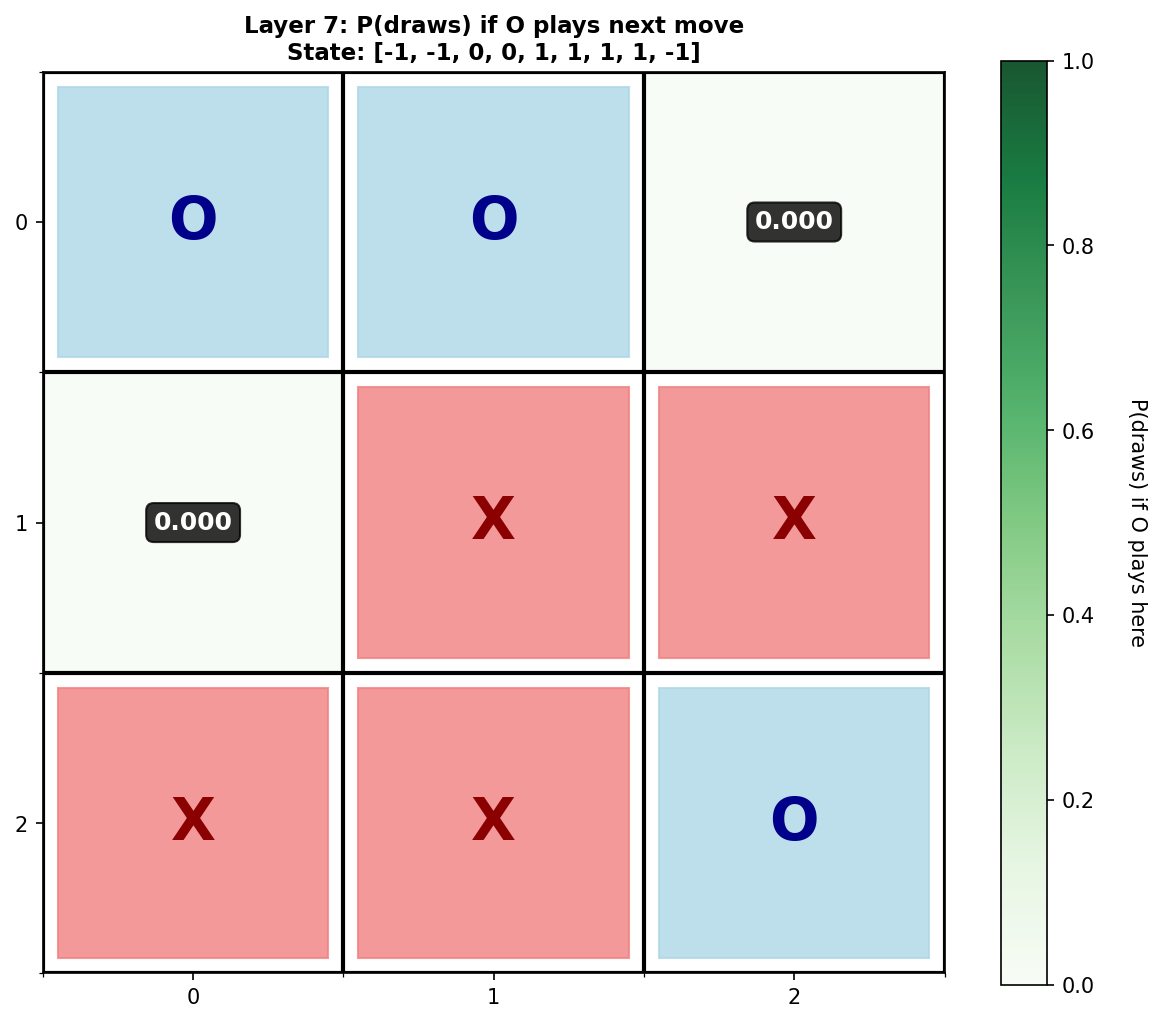 Layer 7: P(draws) if O plays next move
State: [-1, -1, 0, 0, 1, 1, 1, 1, -1]
O O 0.000
0.000 X X
X X O
0
1
2
0 1 2
1.0
0.8
0.6
0.4
0.2
0.0
P(draws) if O plays here